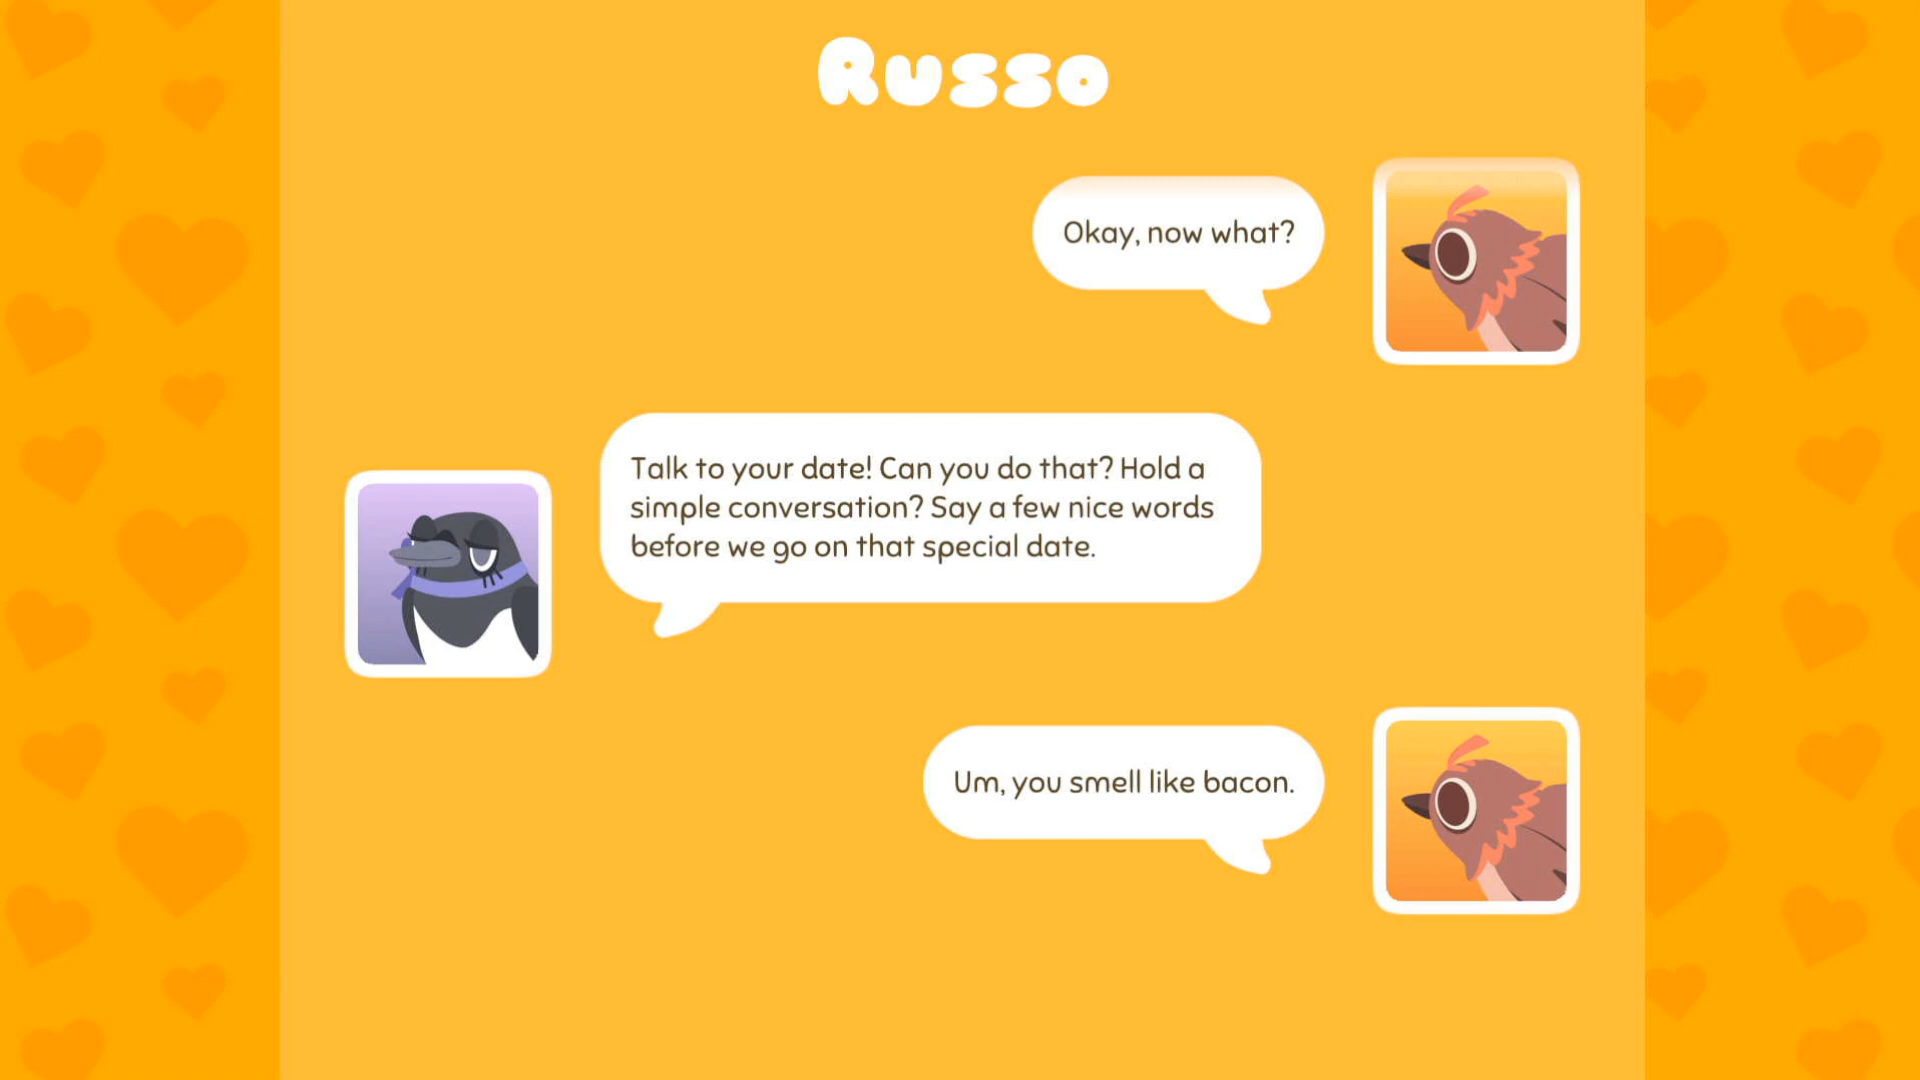 Russo
Okay, now what?
Talk to your date! Can you do that? Hold a
simple conversation? Say a few nice words
before we go on that special date.
Um, you smell like bacon.